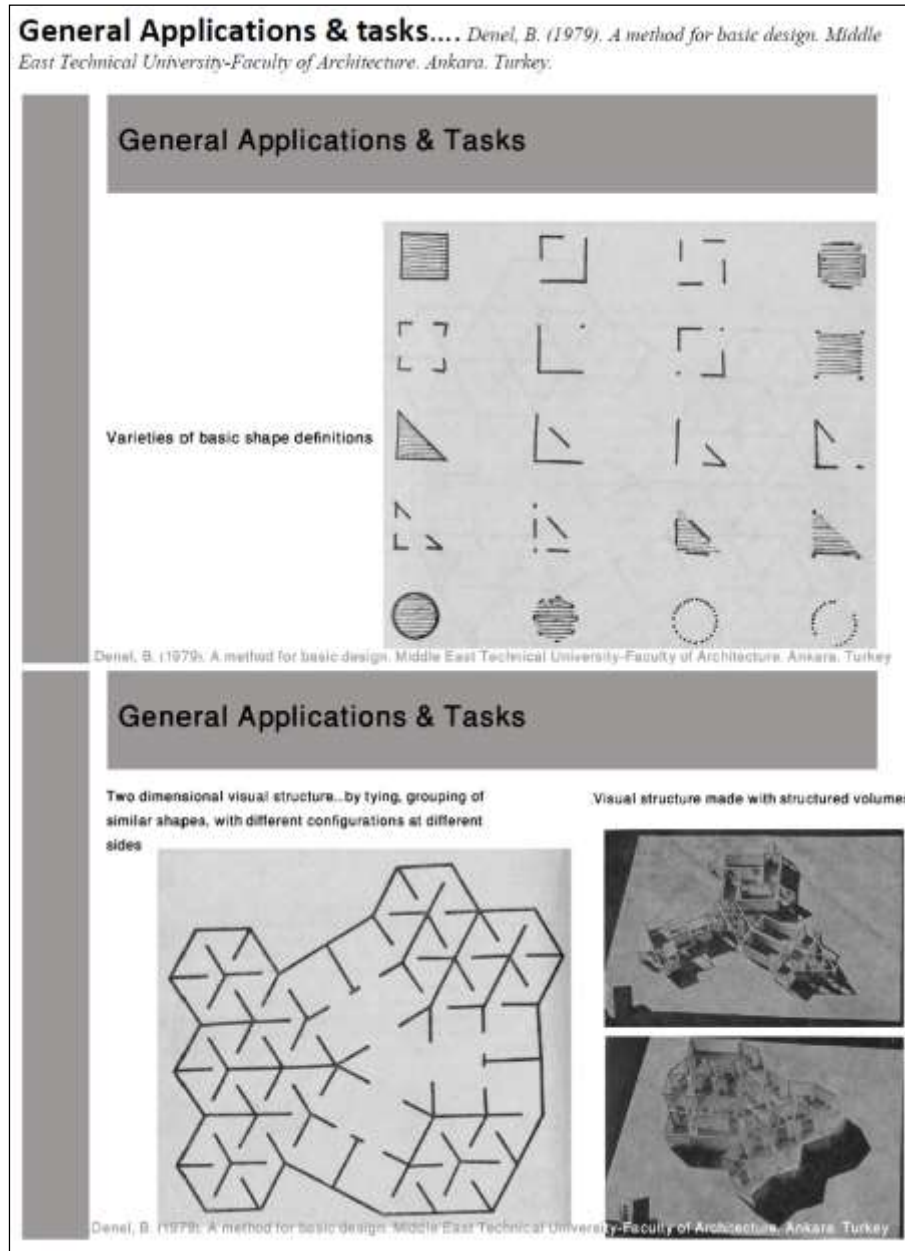 General Applications & tasks.... Denel, B. (1979). A method for basic design. Middle
East Technical University-Faculty of Architecture. Ankara. Turkey.
General Applications & Tasks
Varieties of basic shape definitions
Denel, B. (1979). A method for basic design. Middle East Technical University-Faculty of Architecture. Ankara. Turkey
General Applications & Tasks
Two dimensional visual structure...by tying, grouping of
similar shapes, with different configurations at different
sides
.Visual structure made with structured volumes
Denel, B. (1979). A method for basic design. Middle East Technical University-Faculty of Architecture. Ankara. Turkey